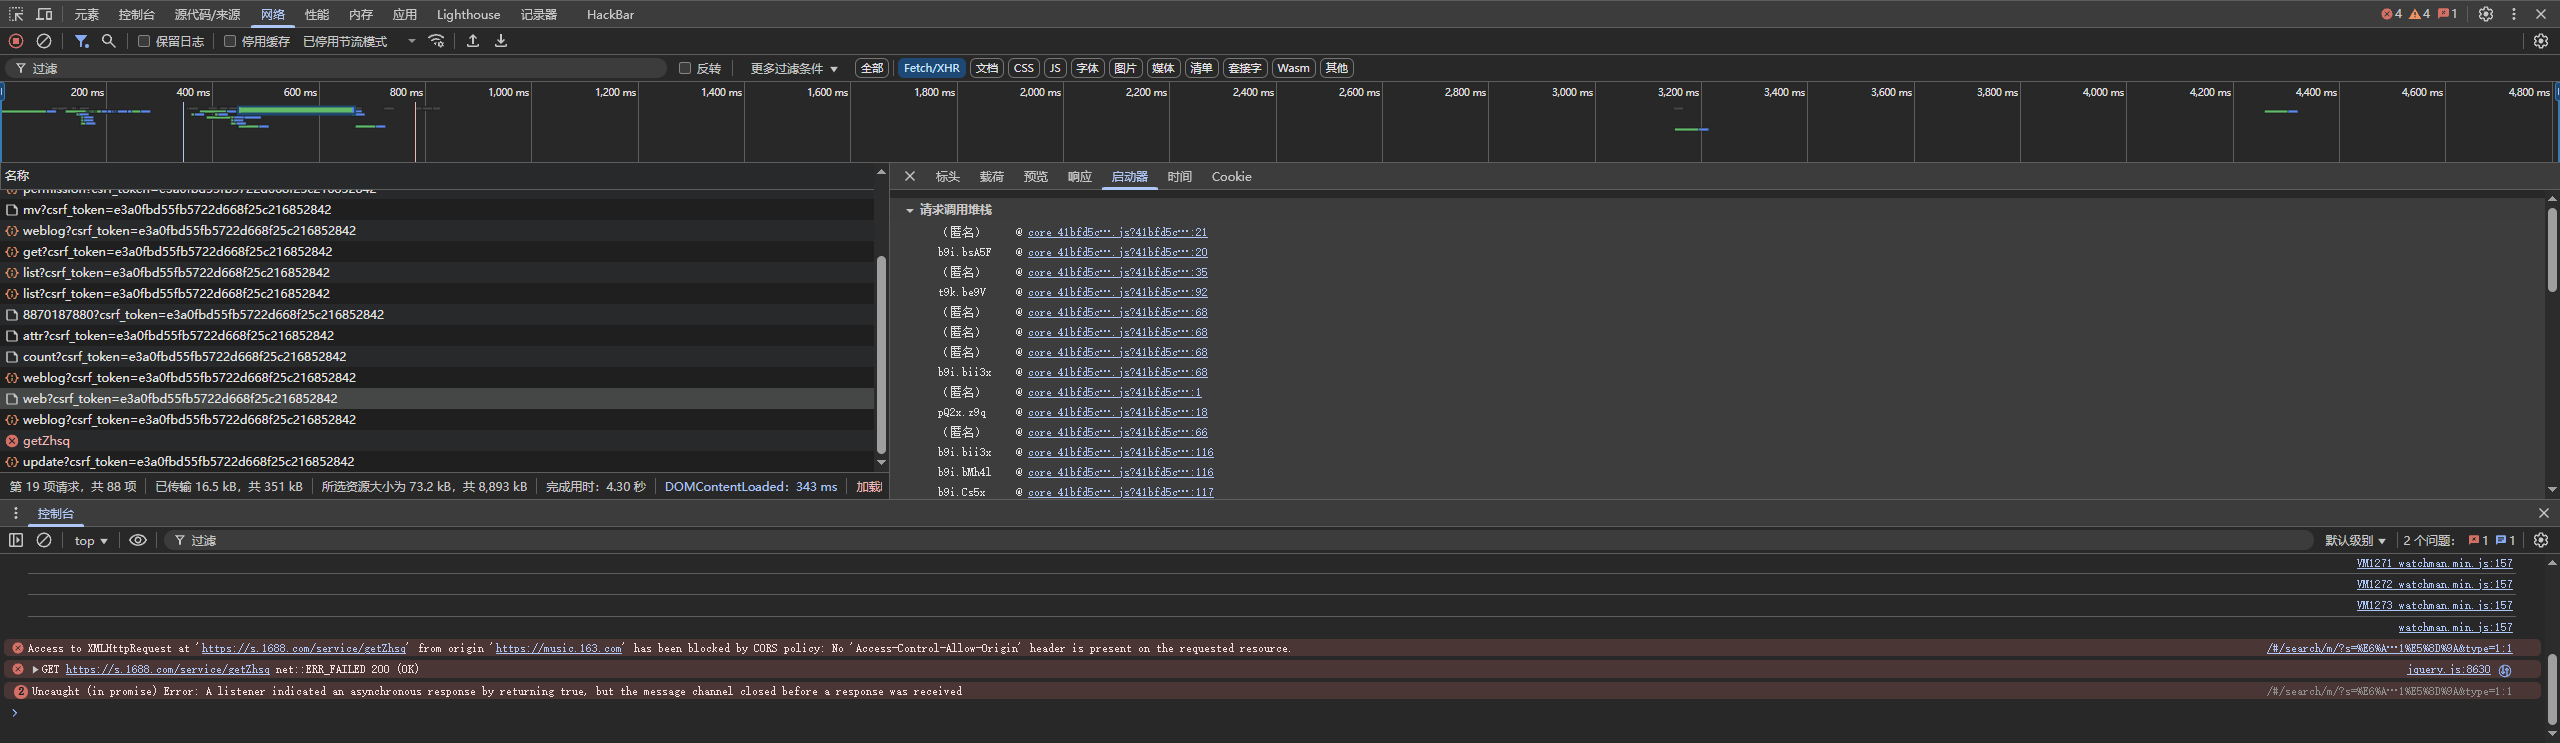 元素 控制台 源代码/来源 网络 性能 内存 应用 Lighthouse 记录器 HackBar 4 4 1
保留日志 停用缓存 已停用节流模式
过滤 反转 更多过滤条件 全部 Fetch/XHR 文档 CSS JS 字体 图片 媒体 清单 套接字 Wasm 其他
200 ms 400 ms 600 ms 800 ms 1,000 ms 1,200 ms 1,400 ms 1,600 ms 1,800 ms 2,000 ms 2,200 ms 2,400 ms 2,600 ms 2,800 ms 3,000 ms 3,200 ms 3,400 ms 3,600 ms 3,800 ms 4,000 ms 4,200 ms 4,400 ms 4,600 ms 4,800 ms
名称
permission?csrf_token=e3a0fbd55fb5722d668f25c216852842
mv?csrf_token=e3a0fbd55fb5722d668f25c216852842
weblog?csrf_token=e3a0fbd55fb5722d668f25c216852842
get?csrf_token=e3a0fbd55fb5722d668f25c216852842
list?csrf_token=e3a0fbd55fb5722d668f25c216852842
list?csrf_token=e3a0fbd55fb5722d668f25c216852842
8870187880?csrf_token=e3a0fbd55fb5722d668f25c216852842
attr?csrf_token=e3a0fbd55fb5722d668f25c216852842
count?csrf_token=e3a0fbd55fb5722d668f25c216852842
weblog?csrf_token=e3a0fbd55fb5722d668f25c216852842
web?csrf_token=e3a0fbd55fb5722d668f25c216852842
weblog?csrf_token=e3a0fbd55fb5722d668f25c216852842
getZhsq
update?csrf_token=e3a0fbd55fb5722d668f25c216852842
第 19 项请求，共 88 项 已传输 16.5 kB，共 351 kB 所选资源大小为 73.2 kB，共 8,893 kB 完成用时：4.30 秒 DOMContentLoaded：343 ms 加载
标头 载荷 预览 响应 启动器 时间 Cookie
请求调用堆栈
（匿名） @ core_41bfd5c….js?41bfd5c…:21
b9i.bsA5F @ core_41bfd5c….js?41bfd5c…:20
（匿名） @ core_41bfd5c….js?41bfd5c…:35
t9k.be9V @ core_41bfd5c….js?41bfd5c…:92
（匿名） @ core_41bfd5c….js?41bfd5c…:68
（匿名） @ core_41bfd5c….js?41bfd5c…:68
（匿名） @ core_41bfd5c….js?41bfd5c…:68
b9i.bii3x @ core_41bfd5c….js?41bfd5c…:68
（匿名） @ core_41bfd5c….js?41bfd5c…:1
pQ2x.z9q @ core_41bfd5c….js?41bfd5c…:18
（匿名） @ core_41bfd5c….js?41bfd5c…:66
b9i.bii3x @ core_41bfd5c….js?41bfd5c…:116
b9i.bMh4l @ core_41bfd5c….js?41bfd5c…:116
b9i.Cs5x @ core_41bfd5c….js?41bfd5c…:117
控制台
top 过滤 默认级别 2 个问题： 1 1
VM1271 watchman.min.js:157
VM1272 watchman.min.js:157
VM1273 watchman.min.js:157
watchman.min.js:157
Access to XMLHttpRequest at 'https://s.1688.com/service/getZhsq' from origin 'https://music.163.com' has been blocked by CORS policy: No 'Access-Control-Allow-Origin' header is present on the requested resource. /#/search/m/?s=%E6%A…1%E5%8D%9A&type=1:1
GET https://s.1688.com/service/getZhsq net::ERR_FAILED 200 (OK) jquery.js:8630
2 Uncaught (in promise) Error: A listener indicated an asynchronous response by returning true, but the message channel closed before a response was received /#/search/m/?s=%E6%A…1%E5%8D%9A&type=1:1